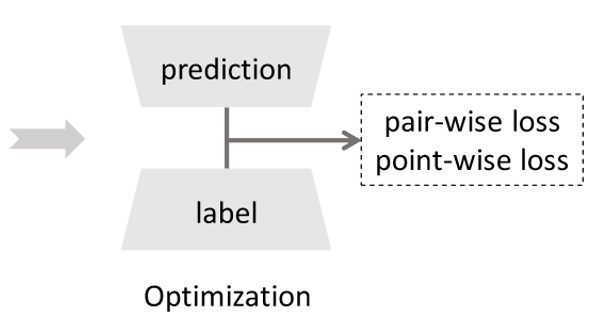 prediction
pair-wise loss
point-wise loss
label
Optimization